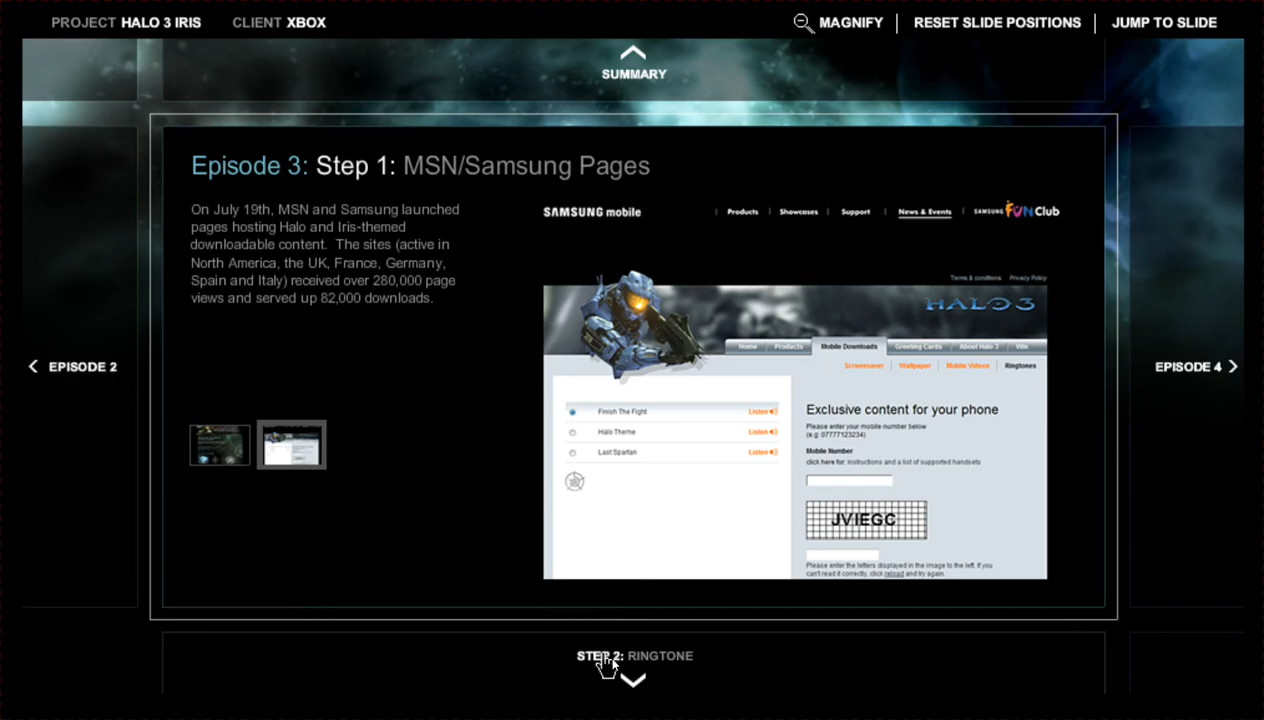 PROJECT HALO 3 IRIS CLIENT XBOX
MAGNIFY RESET SLIDE POSITIONS JUMP TO SLIDE
SUMMARY
Episode 3: Step 1: MSN/Samsung Pages
On July 19th, MSN and Samsung launched
pages hosting Halo and Iris-themed
downloadable content. The sites (active in
North America, the UK, France, Germany,
Spain and Italy) received over 280,000 page
views and served up 82,000 downloads.
SAMSUNG mobile
Products Showcases Support News & Events SAMSUNG FUN Club
Terms & conditions Privacy Policy
HALO 3
Home Products Mobile Downloads Greeting Cards About Halo 3 Win
Screensaver Wallpaper Mobile Videos Ringtones
Finish The Fight Listen
Halo Theme Listen
Last Spartan Listen
Exclusive content for your phone
Please enter your mobile number below
(e.g: 07777123234)
Mobile Number
click here for: instructions and a list of supported handsets
JVIEGC
Please enter the letters displayed in the image to the left. If you
can't read it correctly, click reload and try again.
EPISODE 2
EPISODE 4
STEP 2: RINGTONE